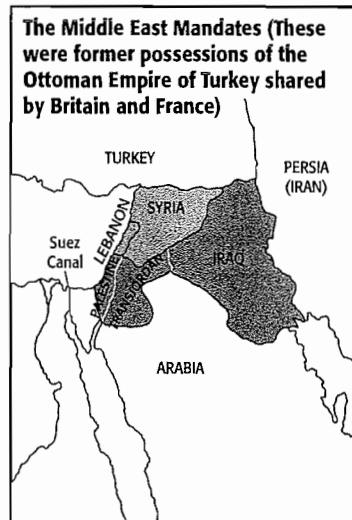 The Middle East Mandates (These
were former possessions of the
Ottoman Empire of Turkey shared
by Britain and France)
TURKEY
PERSIA
(IRAN)
LEBANON
SYRIA
Suez
Canal
PALESTINE
TRANSJORDAN
IRAQ
ARABIA